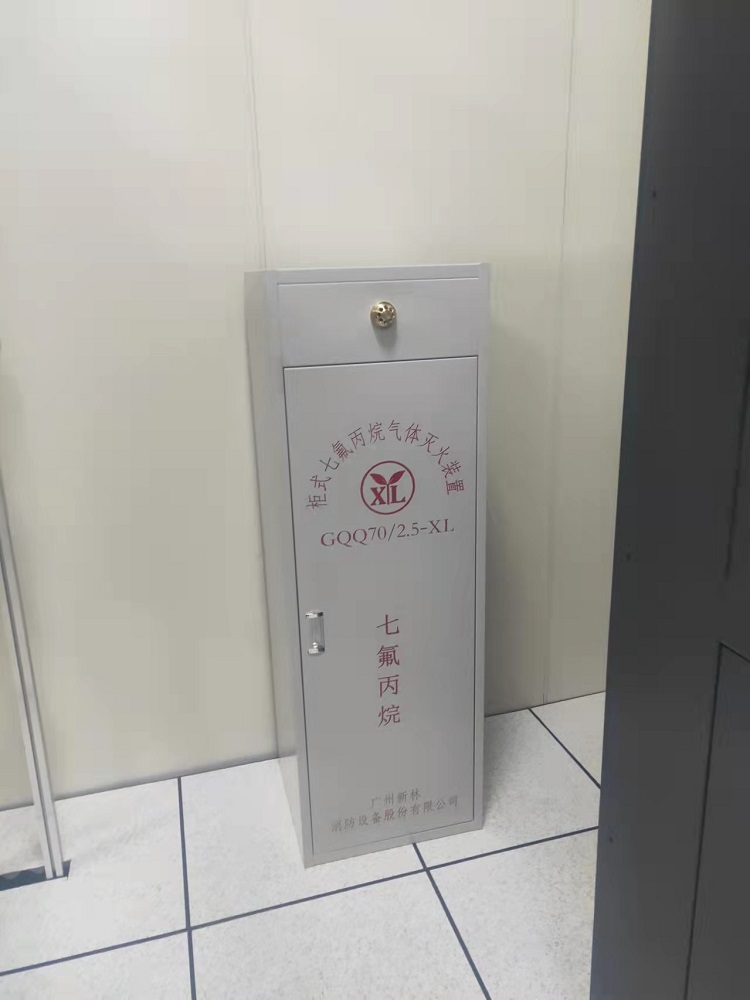 柜式七氟丙烷气体灭火装置
XL
GQQ70/2.5-XL
七氟丙烷
广州新林
消防设备股份有限公司